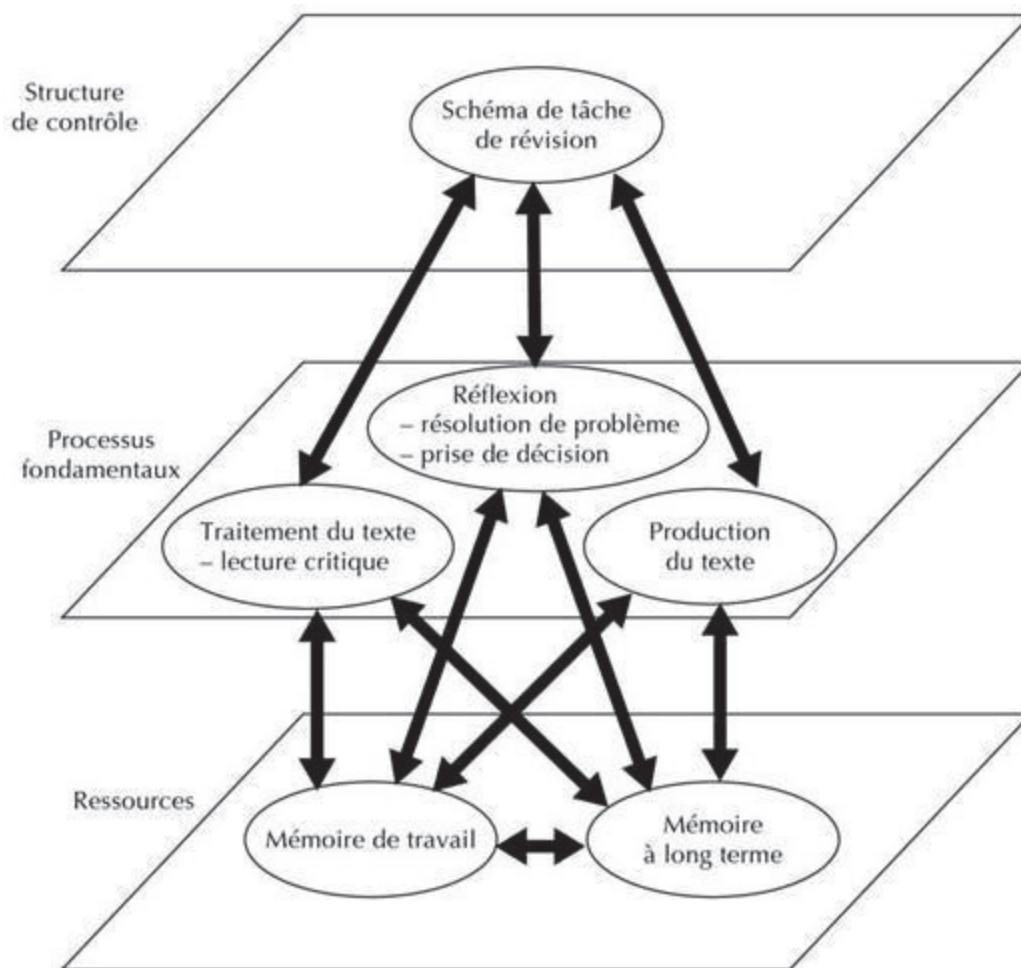 Structure
de contrôle
Schéma de tâche
de révision
Processus
fondamentaux
Réflexion
– résolution de problème
– prise de décision
Traitement du texte
– lecture critique
Production
du texte
Ressources
Mémoire de travail
Mémoire
à long terme